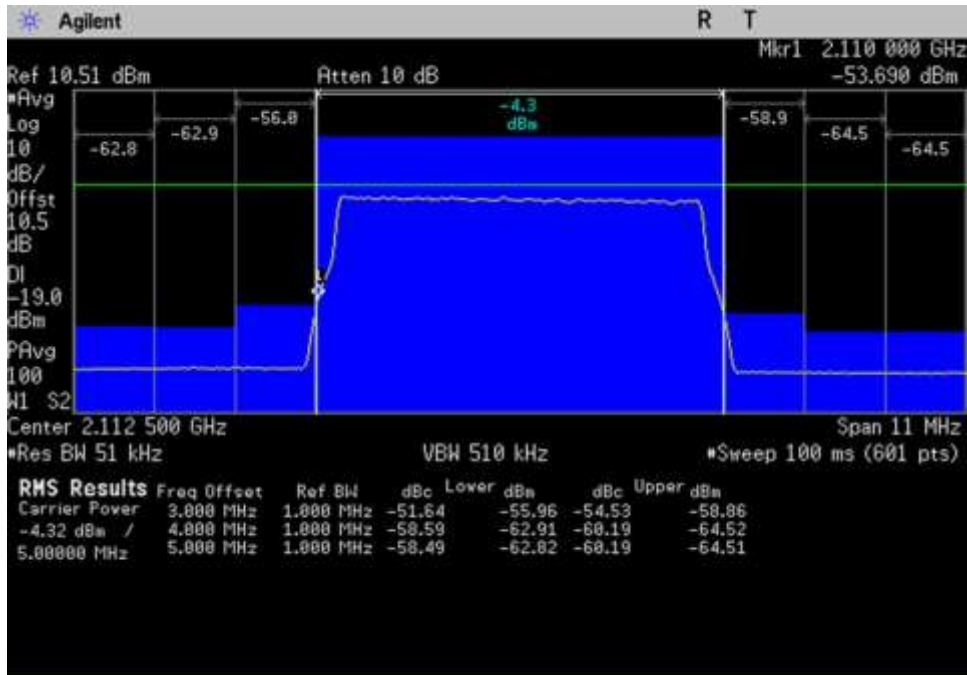 Agilent R T
Mkr1 2.110 000 GHz
Ref 10.51 dBm Atten 10 dB -53.690 dBm
#Avg
Log
10
dB/
Offst
10.5
dB
DI
-19.0
dBm
PAvg
100
W1 S2
-62.8
-62.9
-56.0
-4.3
dBm
-58.9
-64.5
-64.5
1
Center 2.112 500 GHz Span 11 MHz
#Res BW 51 kHz VBW 510 kHz #Sweep 100 ms (601 pts)
RMS Results Freq Offset Ref BW dBc Lower dBm dBc Upper dBm
Carrier Power 3.000 MHz 1.000 MHz -51.64 -55.96 -54.53 -58.86
-4.32 dBm / 4.000 MHz 1.000 MHz -58.59 -62.91 -60.19 -64.52
5.00000 MHz 5.000 MHz 1.000 MHz -58.49 -62.82 -60.19 -64.51